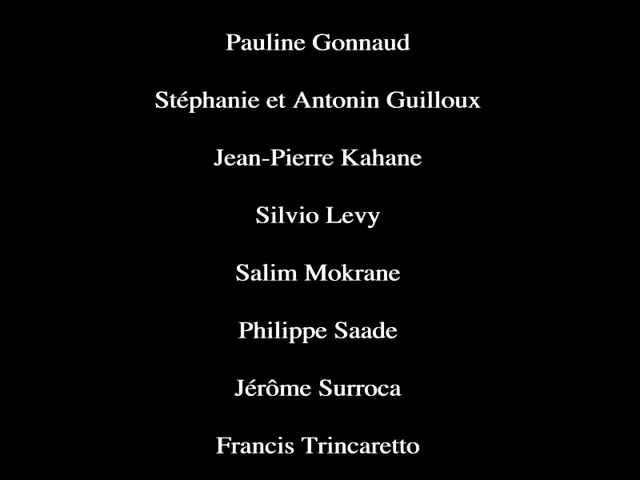 Pauline Gonnaud
Stéphanie et Antonin Guilloux
Jean-Pierre Kahane
Silvio Levy
Salim Mokrane
Philippe Saade
Jérôme Surroca
Francis Trincaretto